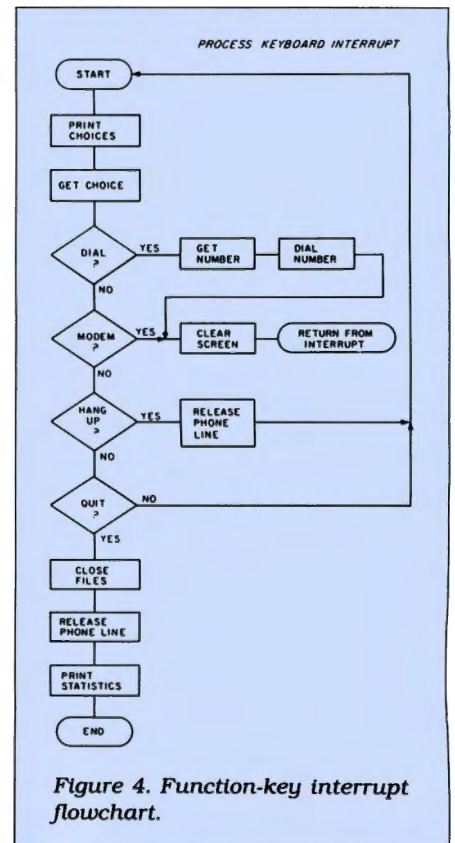 PROCESS KEYBOARD INTERRUPT
START
PRINT
CHOICES
GET CHOICE
DIAL
?
YES
GET
NUMBER
DIAL
NUMBER
NO
MODEM
?
YES
CLEAR
SCREEN
RETURN FROM
INTERRUPT
NO
HANG
UP
?
YES
RELEASE
PHONE
LINE
NO
QUIT
?
NO
YES
CLOSE
FILES
RELEASE
PHONE LINE
PRINT
STATISTICS
END
Figure 4. Function-key interrupt
flowchart.